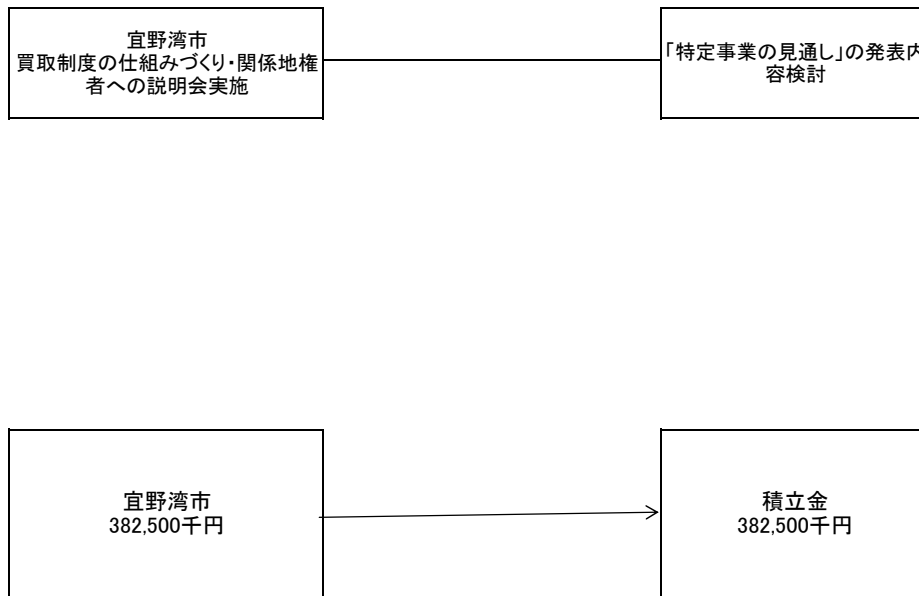 宜野湾市
買取制度の仕組みづくり・関係地権
者への説明会実施
「特定事業の見通し」の発表内
容検討
宜野湾市
382,500千円
積立金
382,500千円